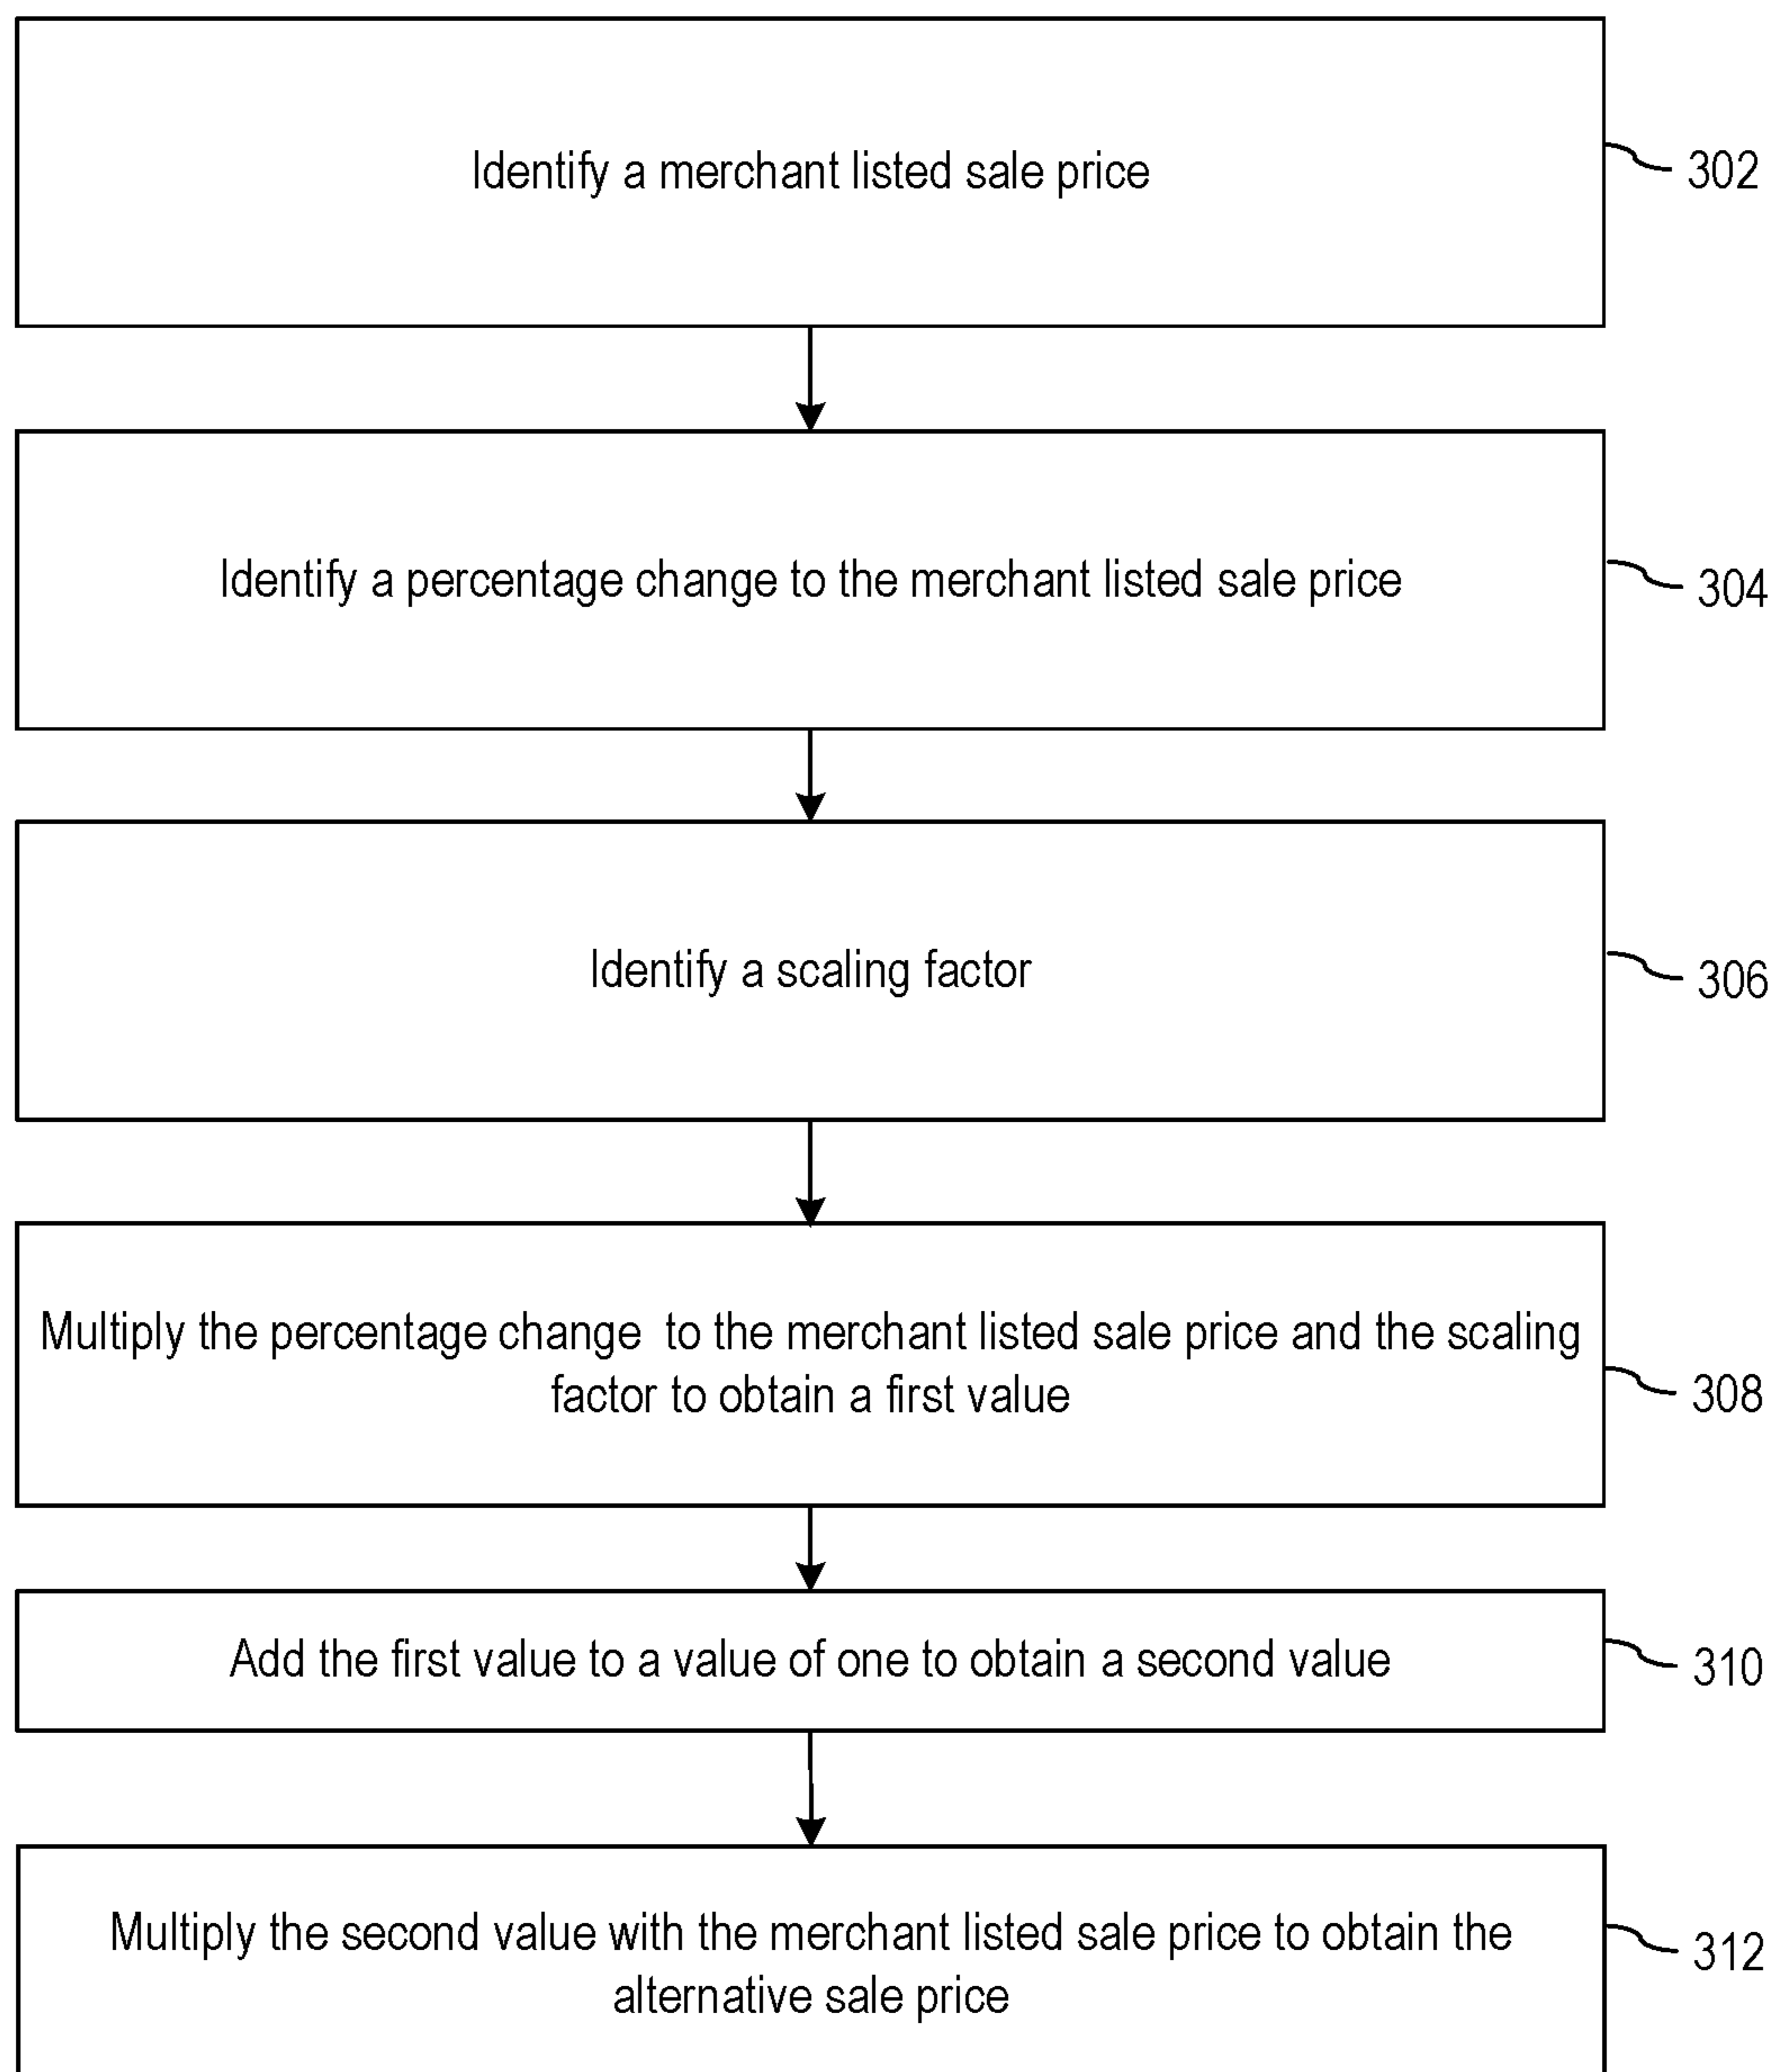 Identify a merchant listed sale price
302
Identify a percentage change to the merchant listed sale price
304
Identify a scaling factor
306
Multiply the percentage change  to the merchant listed sale price and the scaling
factor to obtain a first value
308
Add the first value to a value of one to obtain a second value
310
Multiply the second value with the merchant listed sale price to obtain the
alternative sale price
312